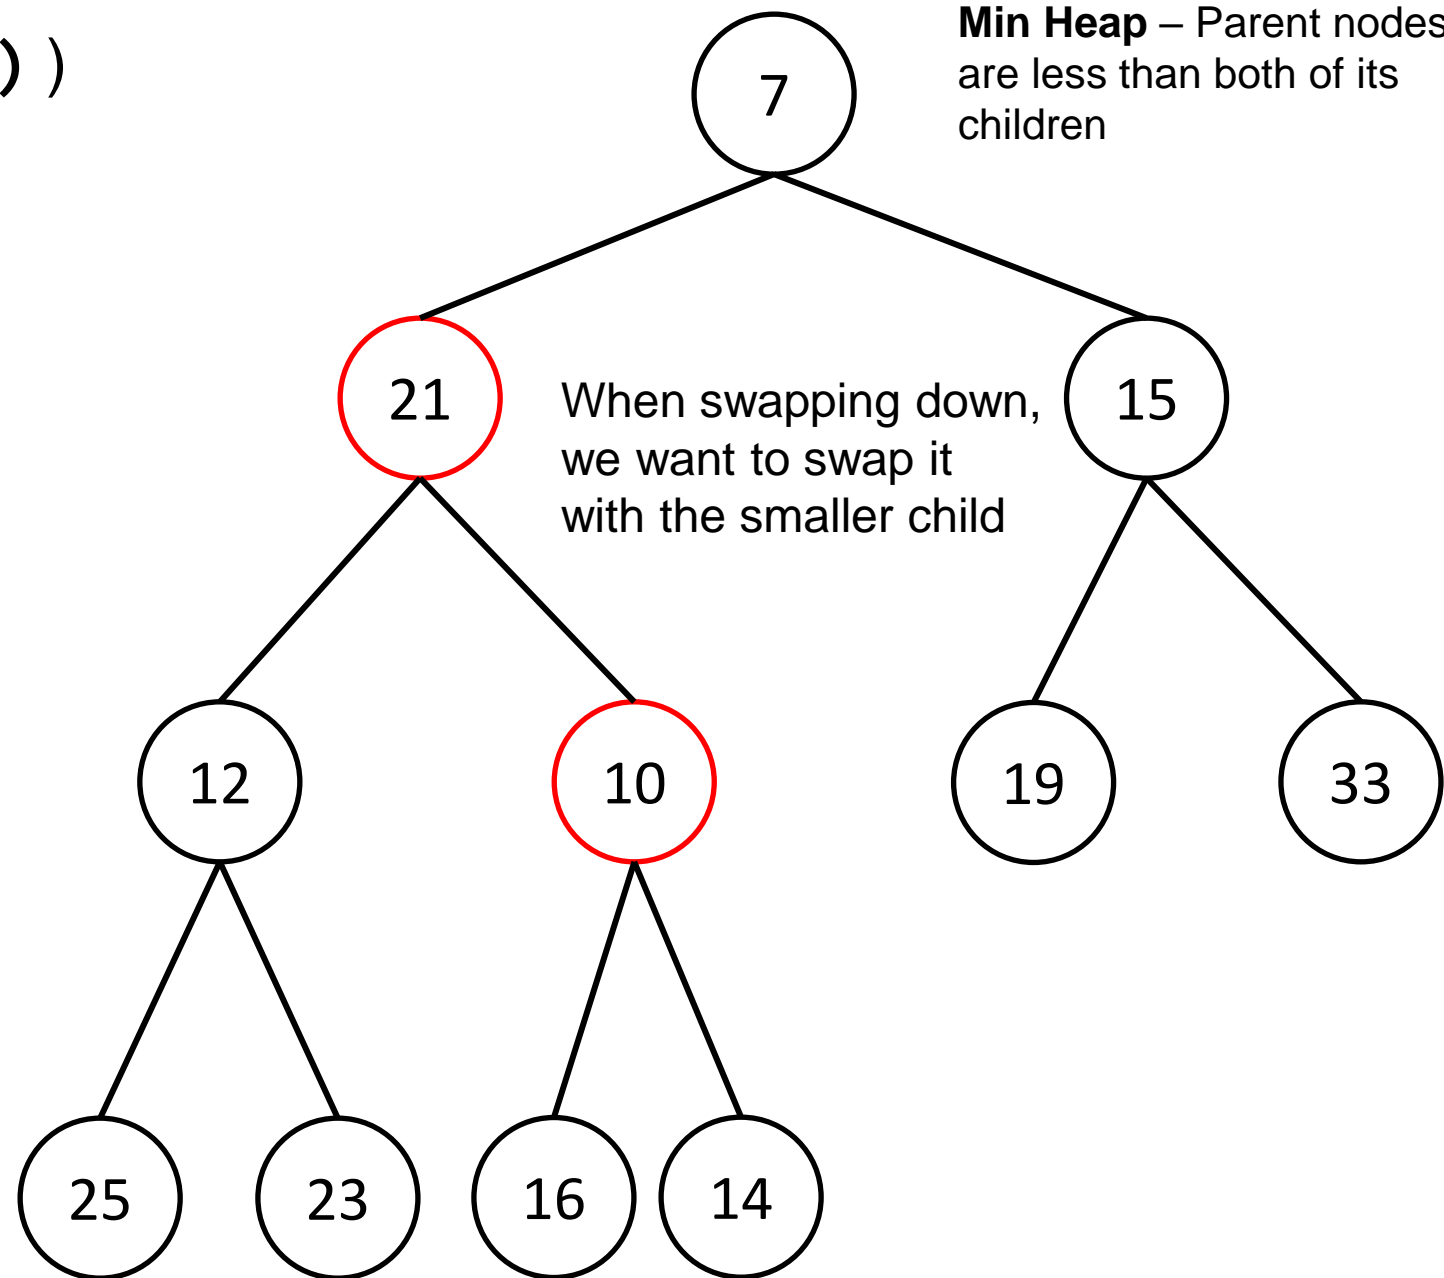 ) )
Min Heap – Parent nodes
are less than both of its
children
7
21
When swapping down,
we want to swap it
with the smaller child
15
12
10
19
33
25
23
16
14